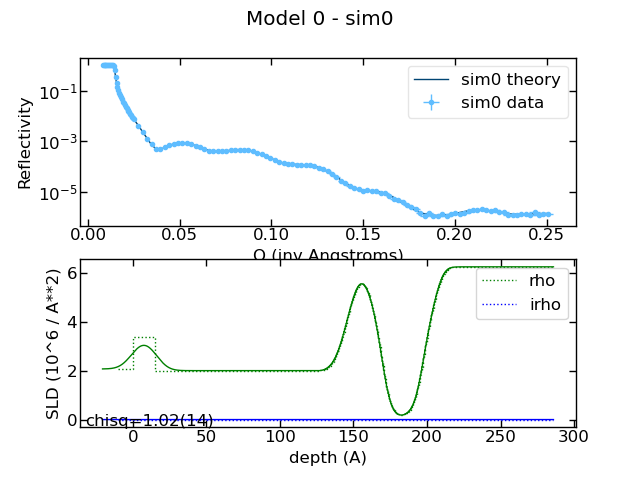 Model 0 - sim0
sim0 theory
sim0 data
Reflectivity
10^-1
10^-3
10^-5
0.00 0.05 0.10 0.15 0.20 0.25
Q (inv Angstroms)
rho
irho
SLD (10^6 / A**2)
6
4
2
0
chisq=1.02(14)
0 50 100 150 200 250 300
depth (A)